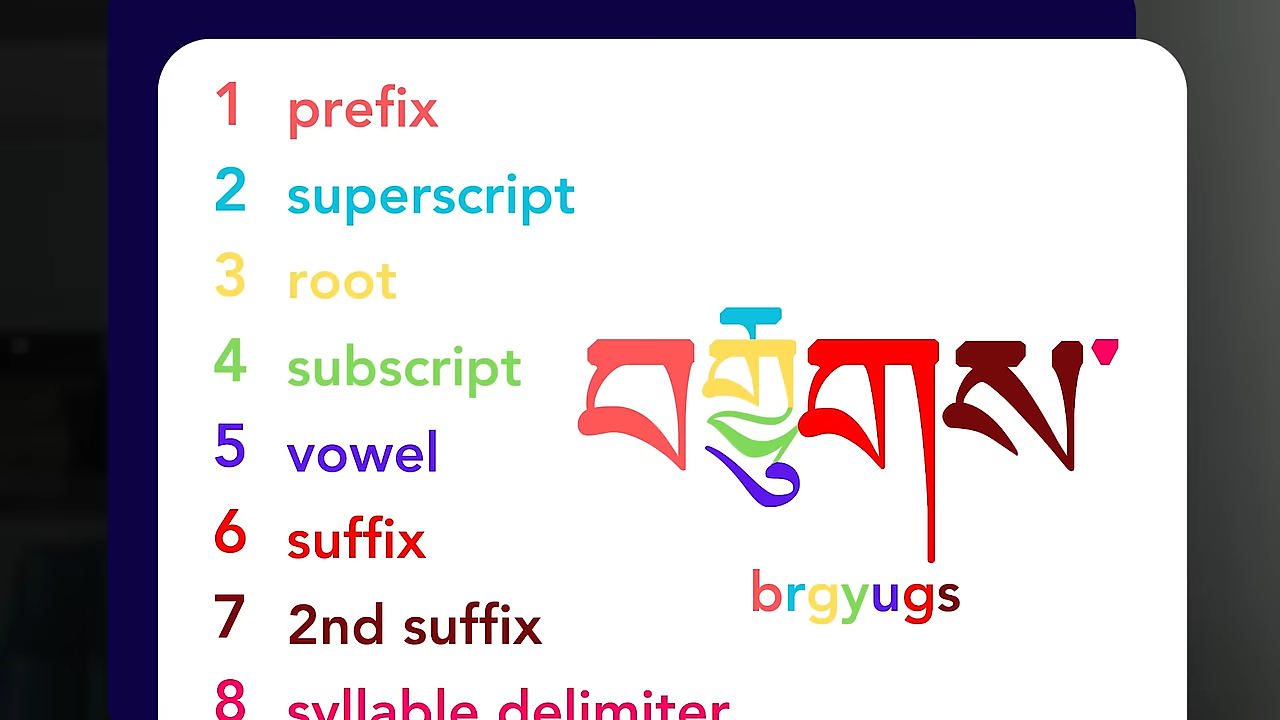 1 prefix
2 superscript
3 root
4 subscript
5 vowel
6 suffix
7 2nd suffix
8 syllable delimiter
བརྒྱུགས་
brgyugs